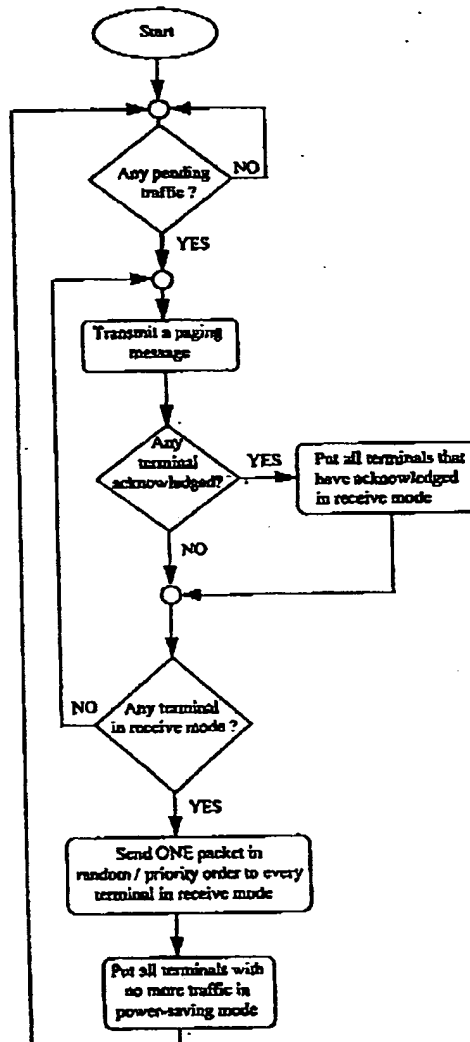 Start
Any pending
traffic ?
NO
YES
Transmit a paging
message
Any
terminal
acknowledged?
YES
Put all terminals that
have acknowledged
in receive mode
NO
Any terminal
in receive mode ?
NO
YES
Send ONE packet in
random / priority order to every
terminal in receive mode
Put all terminals with
no more traffic in
power-saving mode